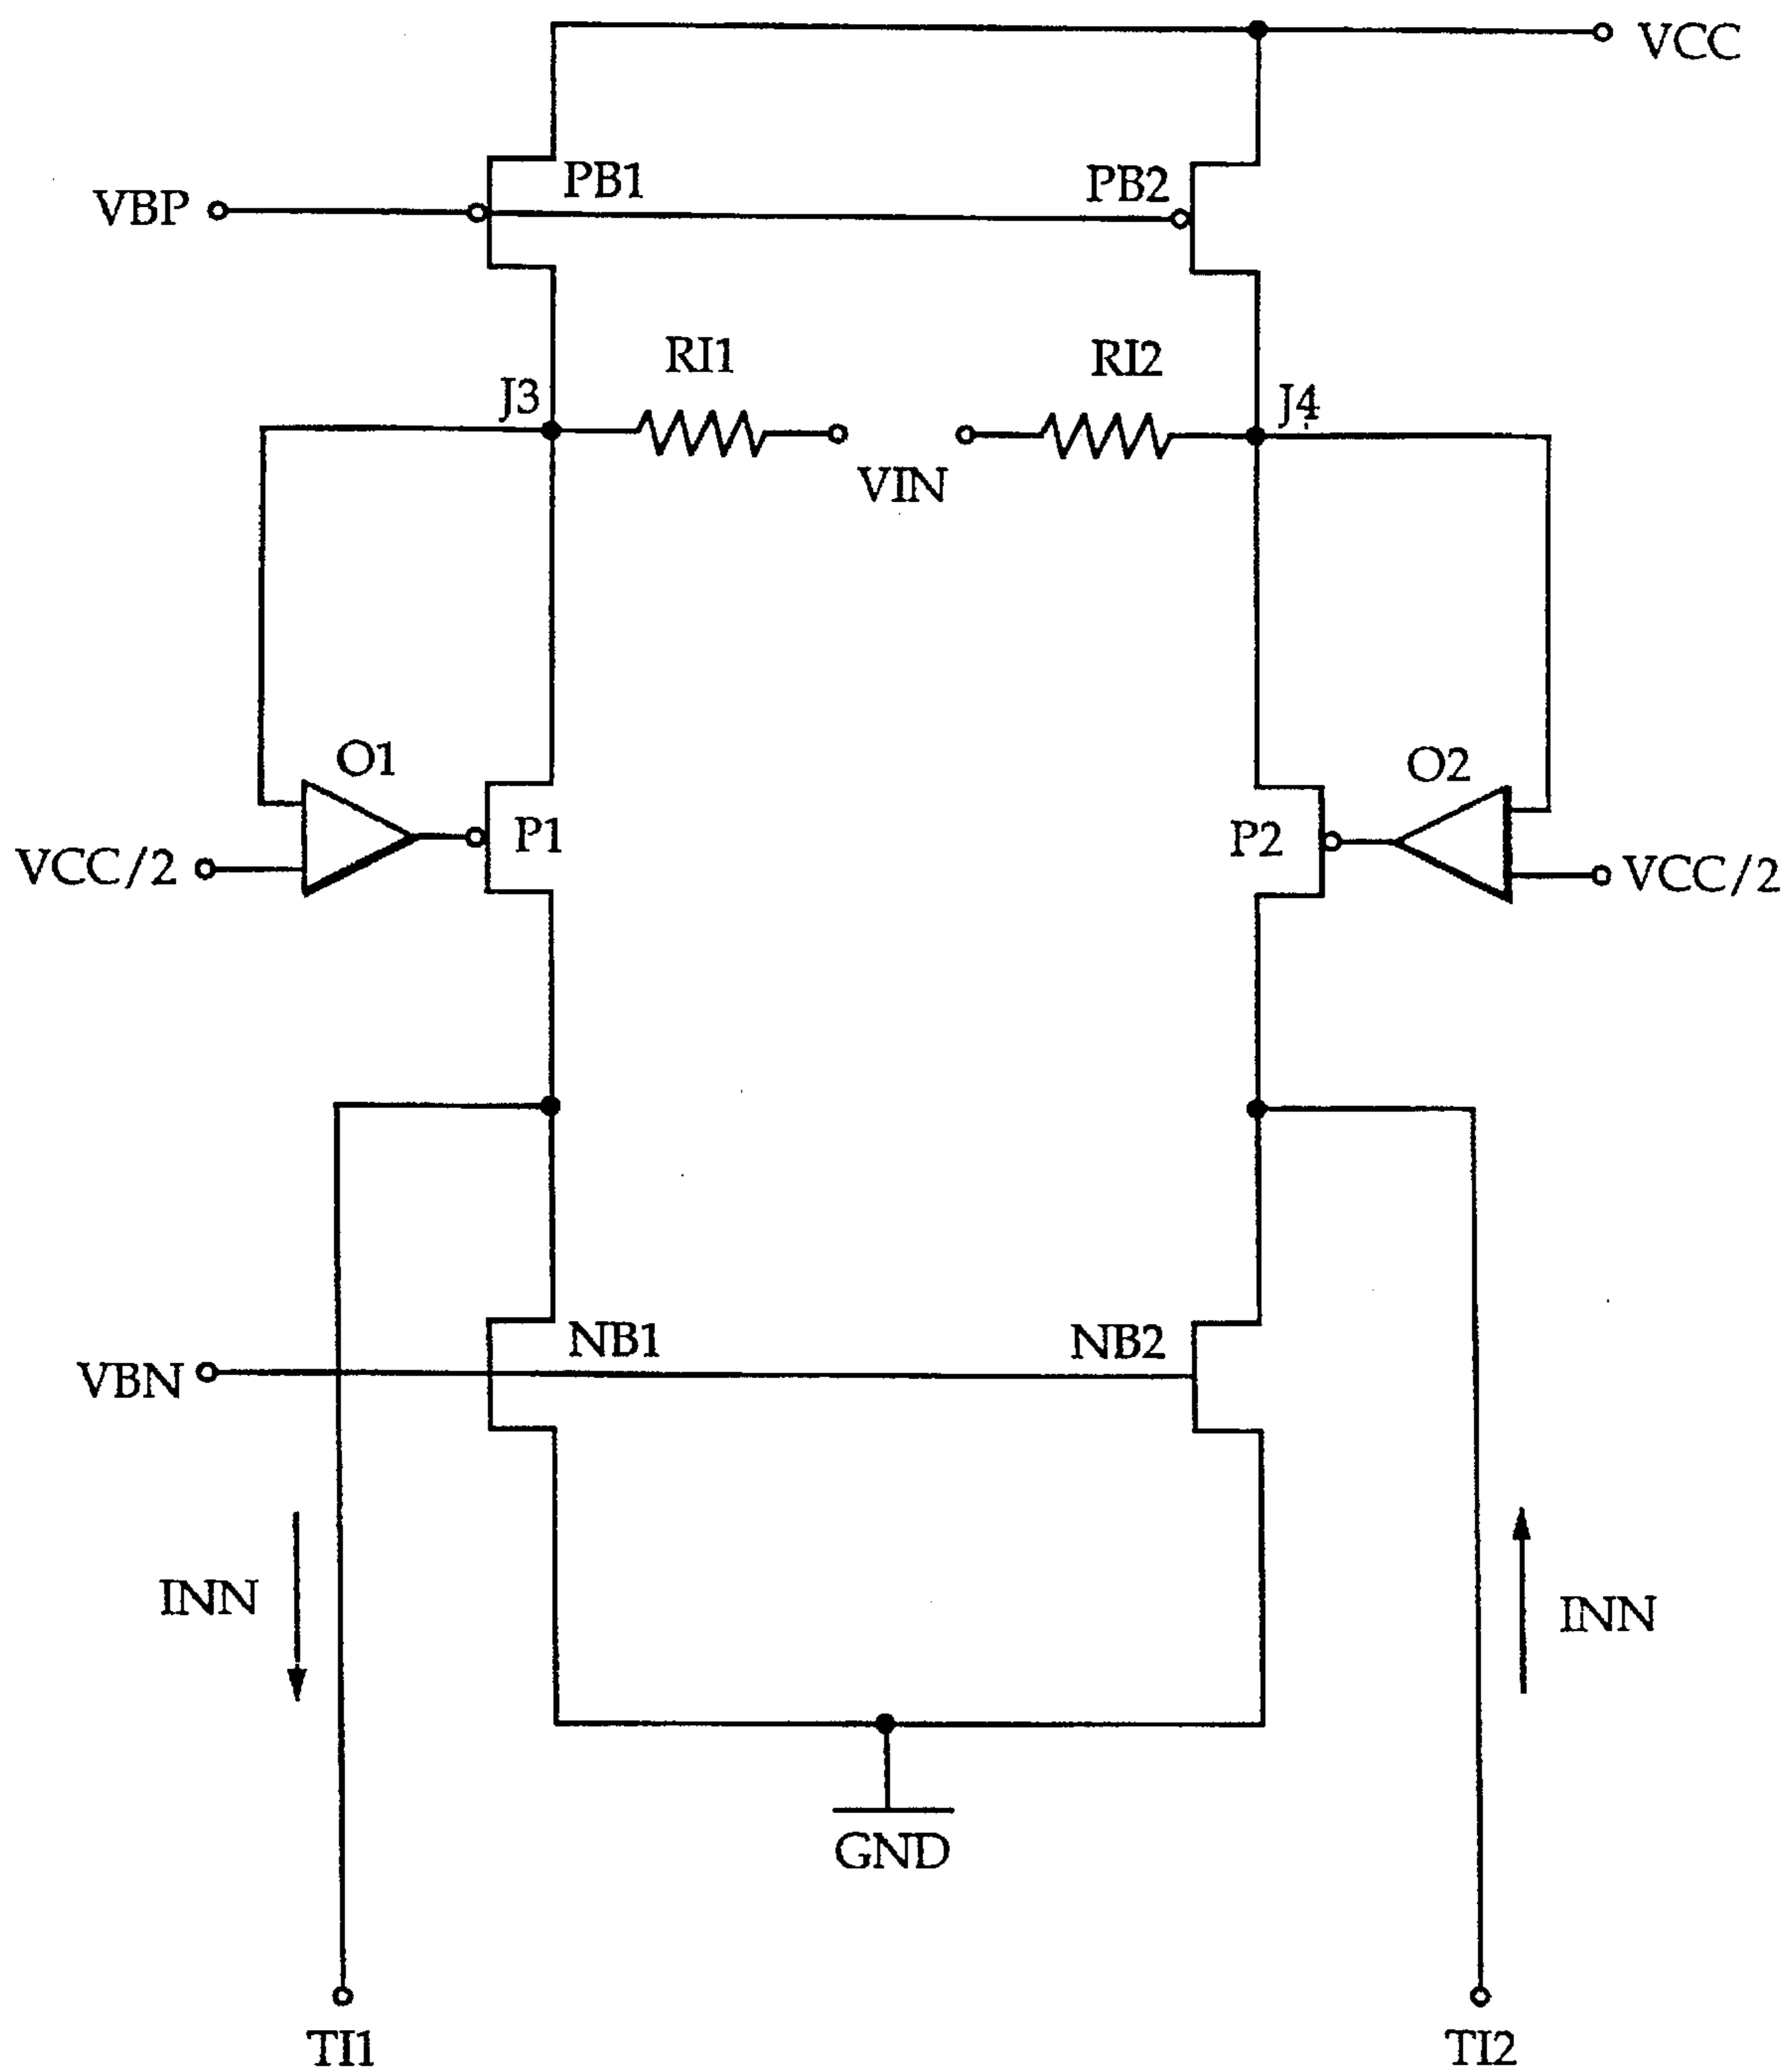 VCC
PB1
PB2
VBP
RI1
RI2
J3
J4
VIN
O1
O2
P1
P2
VCC/2
VCC/2
NB1
NB2
VBN
INN
INN
GND
TI1
TI2